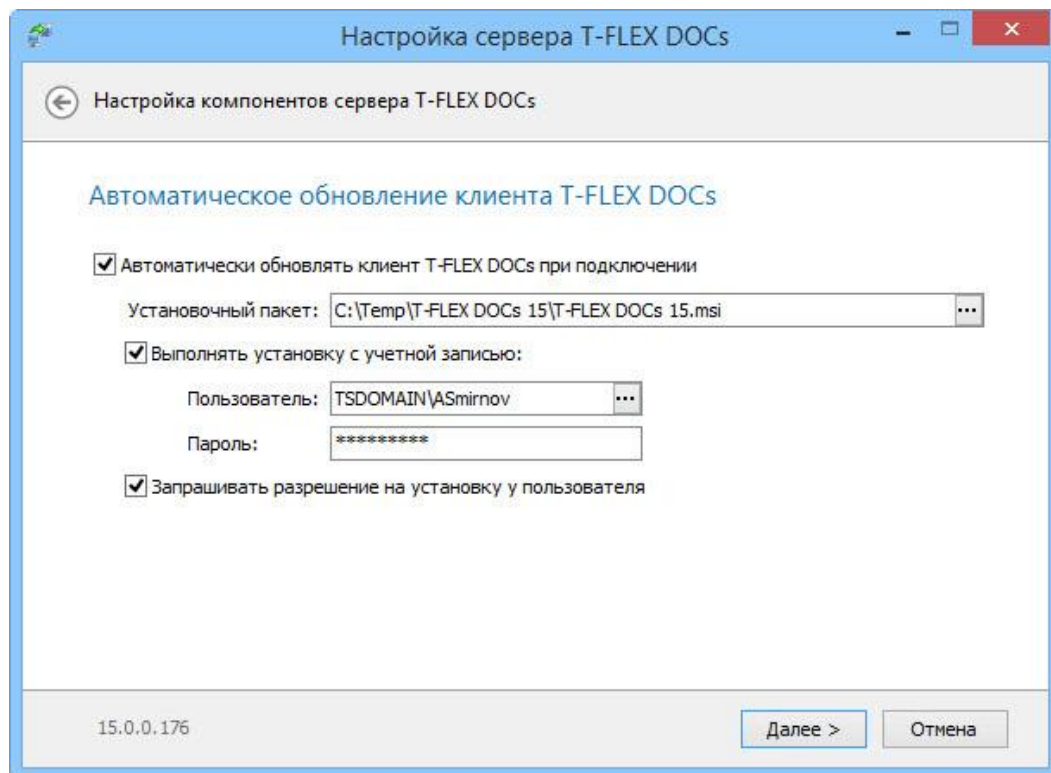 Настройка сервера T-FLEX DOCs
Настройка компонентов сервера T-FLEX DOCs
Автоматическое обновление клиента T-FLEX DOCs
Автоматически обновлять клиент T-FLEX DOCs при подключении
Установочный пакет: C:\Temp\T-FLEX DOCs 15\T-FLEX DOCs 15.msi ...
Выполнять установку с учетной записью:
Пользователь: TSDOMAIN\ASmirnov ...
Пароль: *********
Запрашивать разрешение на установку у пользователя
15.0.0.176 Далее > Отмена